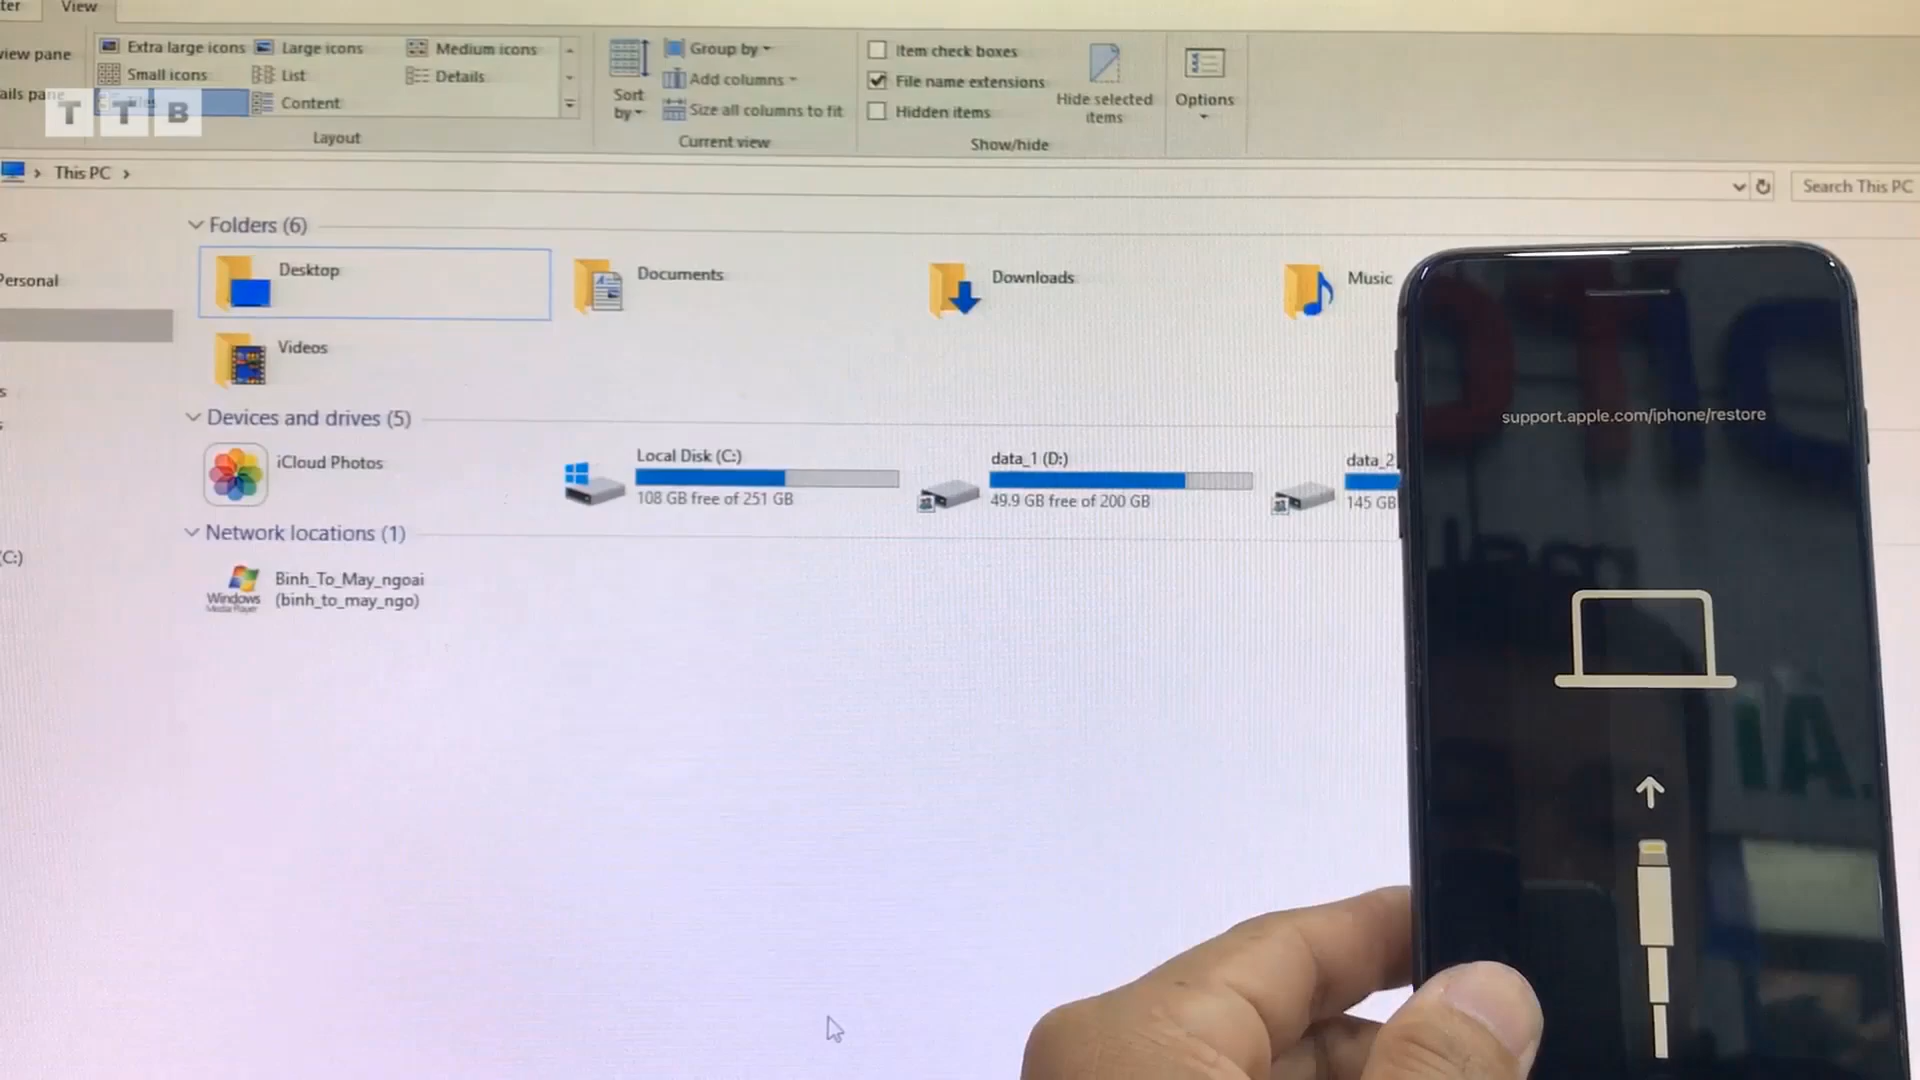 View
Extra large icons
Large icons
Medium icons
Small icons
List
Details
Content
Layout
Sort by
Group by
Add columns
Size all columns to fit
Current view
Item check boxes
File name extensions
Hidden items
Hide selected items
Show/hide
Options
T T B
This PC
Search This PC
Personal
(C:)
Folders (6)
Desktop
Documents
Downloads
Music
Videos
Devices and drives (5)
iCloud Photos
Local Disk (C:)
108 GB free of 251 GB
data_1 (D:)
49.9 GB free of 200 GB
data_2
145 GB
Network locations (1)
Windows
Media Player
Binh_To_May_ngoai
(binh_to_may_ngo)
support.apple.com/iphone/restore